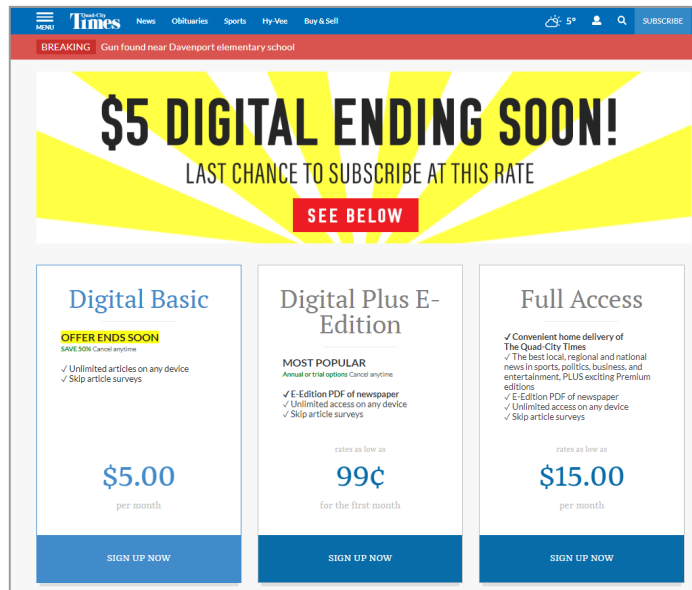 MENU
Quad-City
Times
News Obituaries Sports Hy-Vee Buy & Sell
5° SUBSCRIBE
BREAKING Gun found near Davenport elementary school
$5 DIGITAL ENDING SOON!
LAST CHANCE TO SUBSCRIBE AT THIS RATE
SEE BELOW
Digital Basic
OFFER ENDS SOON
SAVE 50% Cancel anytime
✓ Unlimited articles on any device
✓ Skip article surveys
$5.00
per month
SIGN UP NOW
Digital Plus E-
Edition
MOST POPULAR
Annual or trial options Cancel anytime
✓ E-Edition PDF of newspaper
✓ Unlimited access on any device
✓ Skip article surveys
rates as low as
99¢
for the first month
SIGN UP NOW
Full Access
✓ Convenient home delivery of
The Quad-City Times
✓ The best local, regional and national
news in sports, politics, business, and
entertainment, PLUS exciting Premium
editions
✓ E-Edition PDF of newspaper
✓ Unlimited access on any device
✓ Skip article surveys
rates as low as
$15.00
per month
SIGN UP NOW